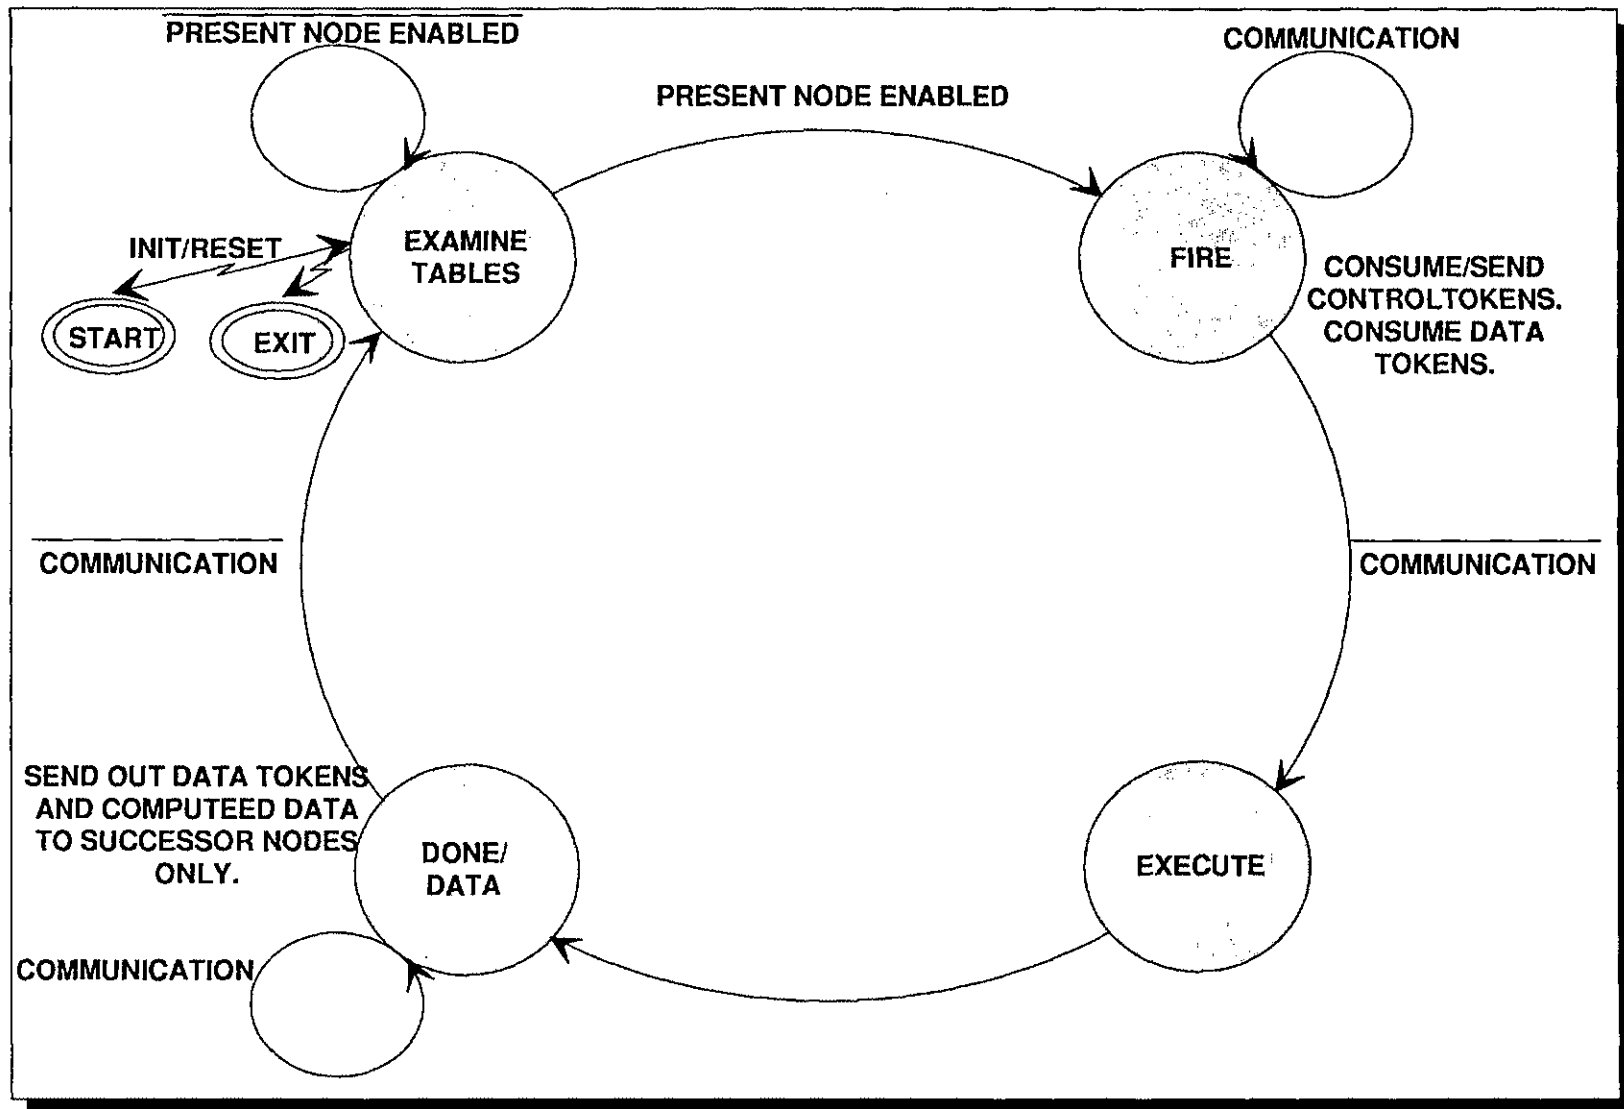 PRESENT NODE ENABLED
COMMUNICATION
PRESENT NODE ENABLED
INIT/RESET
EXAMINE
TABLES
FIRE
CONSUME/SEND
CONTROLTOKENS.
CONSUME DATA
TOKENS.
START
EXIT
COMMUNICATION
COMMUNICATION
SEND OUT DATA TOKENS
AND COMPUTEED DATA
TO SUCCESSOR NODES
ONLY.
DONE/
DATA
EXECUTE
COMMUNICATION